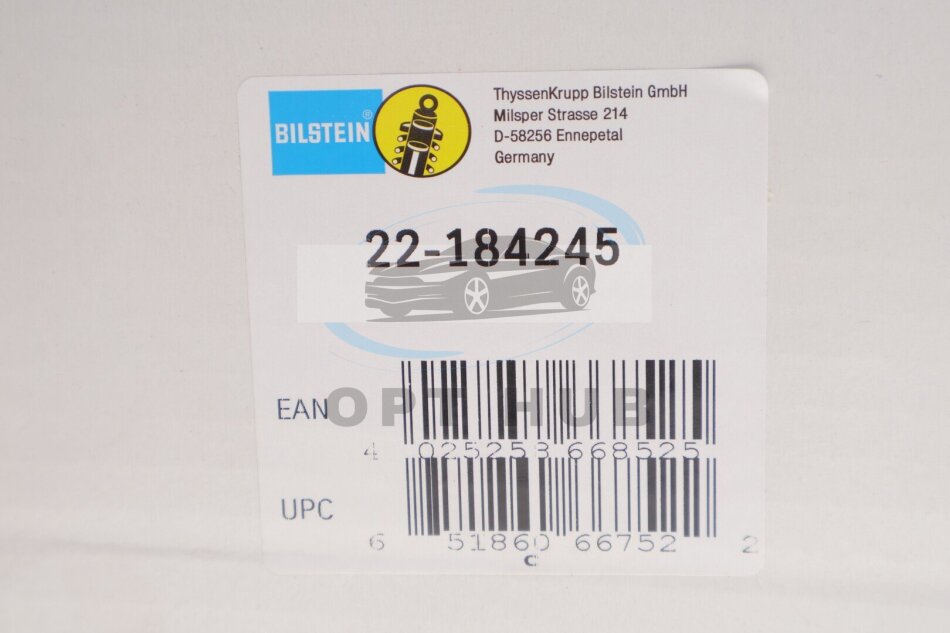 BILSTEIN®
ThyssenKrupp Bilstein GmbH
Milsper Strasse 214
D-58256 Ennepetal
Germany
22-184245
OPT HUB
EAN
4 025258 668525
UPC
6 51860 66752 2
C